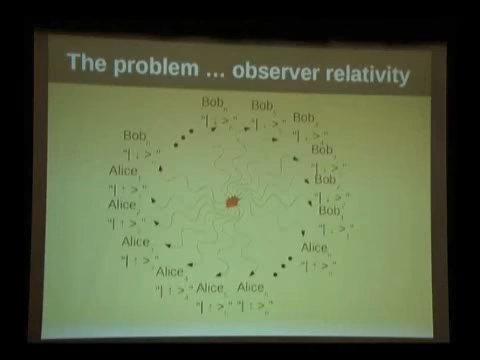 The problem ... observer relativity
Bob
"| ↓ > "
Bob
"| ↓ > "
Bob
"| ↓ > "
Bob
"| ↓ > "
Bob
"| ↓ > "
Bob
"| ↓ > "
Bob
"| ↓ > "
Alice
"| ↑ > "
Alice
"| ↑ > "
Alice
"| ↑ > "
Alice
"| ↑ > "
Alice
"| ↑ > "
Alice
"| ↑ > "
Alice
"| ↑ > "